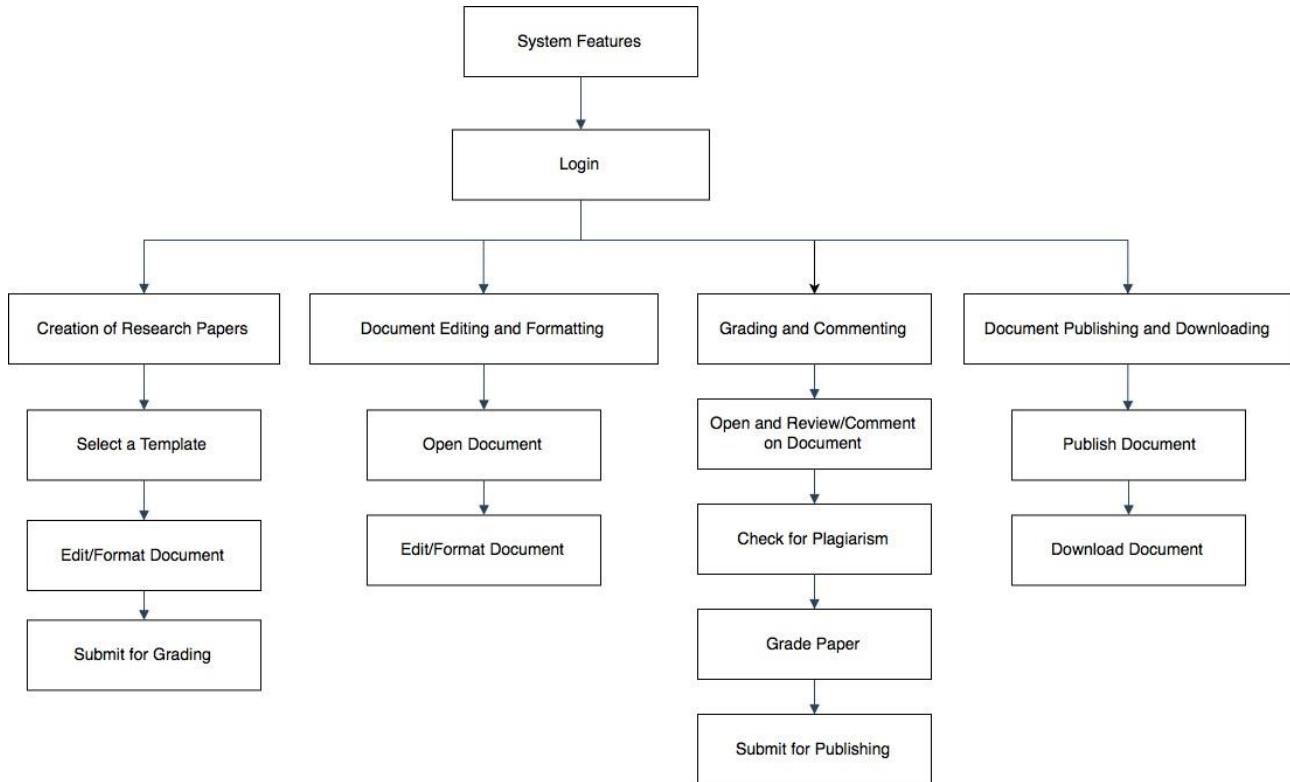 System Features
Login
Creation of Research Papers
Document Editing and Formatting
Grading and Commenting
Document Publishing and Downloading
Select a Template
Open Document
Open and Review/Comment
on Document
Publish Document
Edit/Format Document
Edit/Format Document
Check for Plagiarism
Download Document
Submit for Grading
Grade Paper
Submit for Publishing